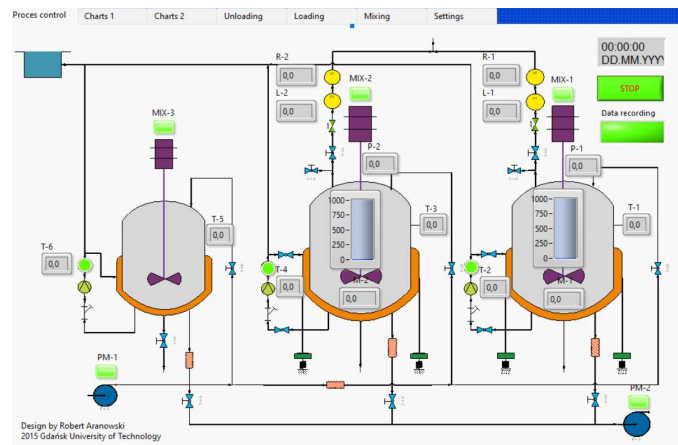 Proces control
Charts 1
Charts 2
Unloading
Loading
Mixing
Settings
R-2
0,0
L-2
0,0
MIX-2
R-1
0,0
L-1
0,0
MIX-1
00:00:00
DD.MM.YYY
STOP
Data recording
MIX-3
P-2
0,0
P-1
0,0
1000-
750-
500-
250-
0-
1000-
750-
500-
250-
0-
T-5
0,0
T-3
0,0
T-1
0,0
T-6
0,0
T-4
0,0
M-2
0,0
T-2
0,0
M-1
0,0
PM-1
PM-2
Design by Robert Aranowski
2015 Gdańsk University of Technology